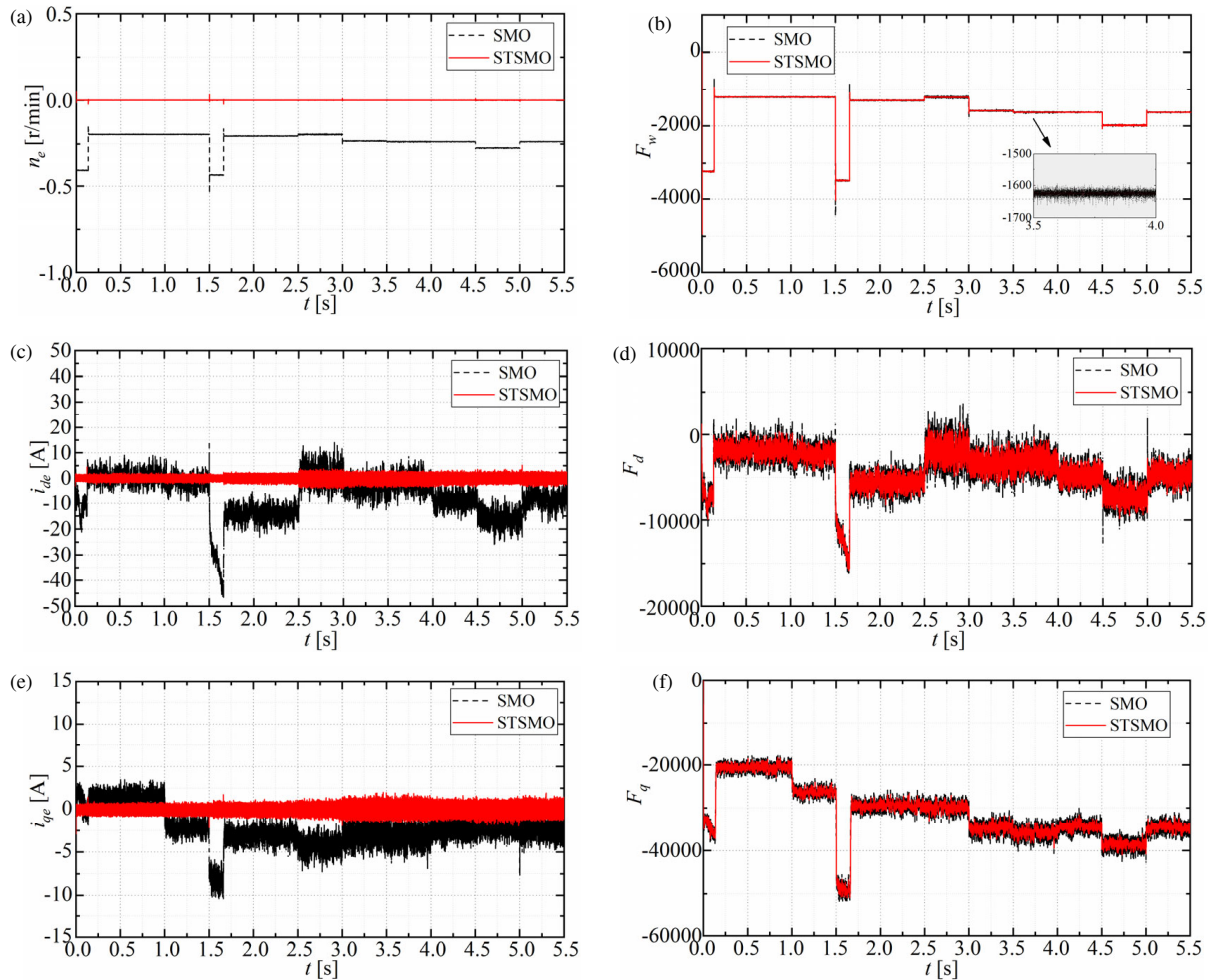 (a)
0.5
0.0
-0.5
-1.0
n_e [r/min]
SMO
STSMO
0.0 0.5 1.0 1.5 2.0 2.5 3.0 3.5 4.0 4.5 5.0 5.5
t [s]
(b)
0
-2000
-4000
-6000
F_w
SMO
STSMO
-1500
-1600
-1700
3.5 4.0
0.0 0.5 1.0 1.5 2.0 2.5 3.0 3.5 4.0 4.5 5.0 5.5
t [s]
(c)
50
40
30
20
10
0
-10
-20
-30
-40
-50
i_de [A]
SMO
STSMO
0.0 0.5 1.0 1.5 2.0 2.5 3.0 3.5 4.0 4.5 5.0 5.5
t [s]
(d)
10000
0
-10000
-20000
F_d
SMO
STSMO
0.0 0.5 1.0 1.5 2.0 2.5 3.0 3.5 4.0 4.5 5.0 5.5
t [s]
(e)
15
10
5
0
-5
-10
-15
i_qe [A]
SMO
STSMO
0.0 0.5 1.0 1.5 2.0 2.5 3.0 3.5 4.0 4.5 5.0 5.5
t [s]
(f)
0
-20000
-40000
-60000
F_q
SMO
STSMO
0.0 0.5 1.0 1.5 2.0 2.5 3.0 3.5 4.0 4.5 5.0 5.5
t [s]